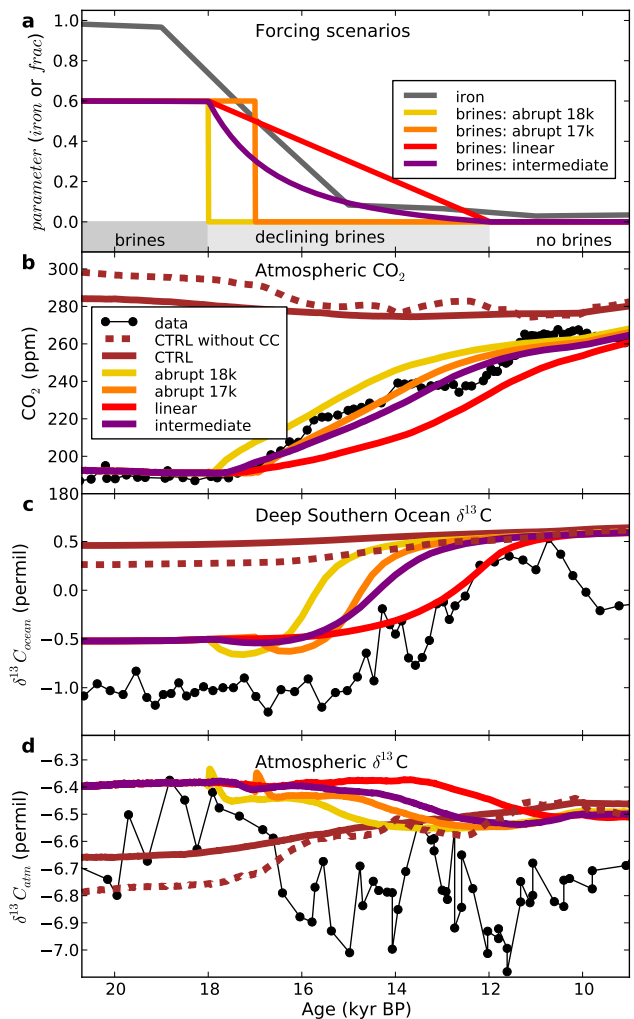 a
Forcing scenarios
parameter (iron or frac)
1.0
0.8
0.6
0.4
0.2
0.0
iron
brines: abrupt 18k
brines: abrupt 17k
brines: linear
brines: intermediate
brines
declining brines
no brines
b
Atmospheric CO₂
CO₂ (ppm)
300
280
260
240
220
200
180
data
CTRL without CC
CTRL
abrupt 18k
abrupt 17k
linear
intermediate
c
Deep Southern Ocean δ¹³C
δ¹³C_ocean (permil)
0.5
0.0
−0.5
−1.0
d
Atmospheric δ¹³C
δ¹³C_atm (permil)
−6.3
−6.4
−6.5
−6.6
−6.7
−6.8
−6.9
−7.0
20
18
16
14
12
10
Age (kyr BP)